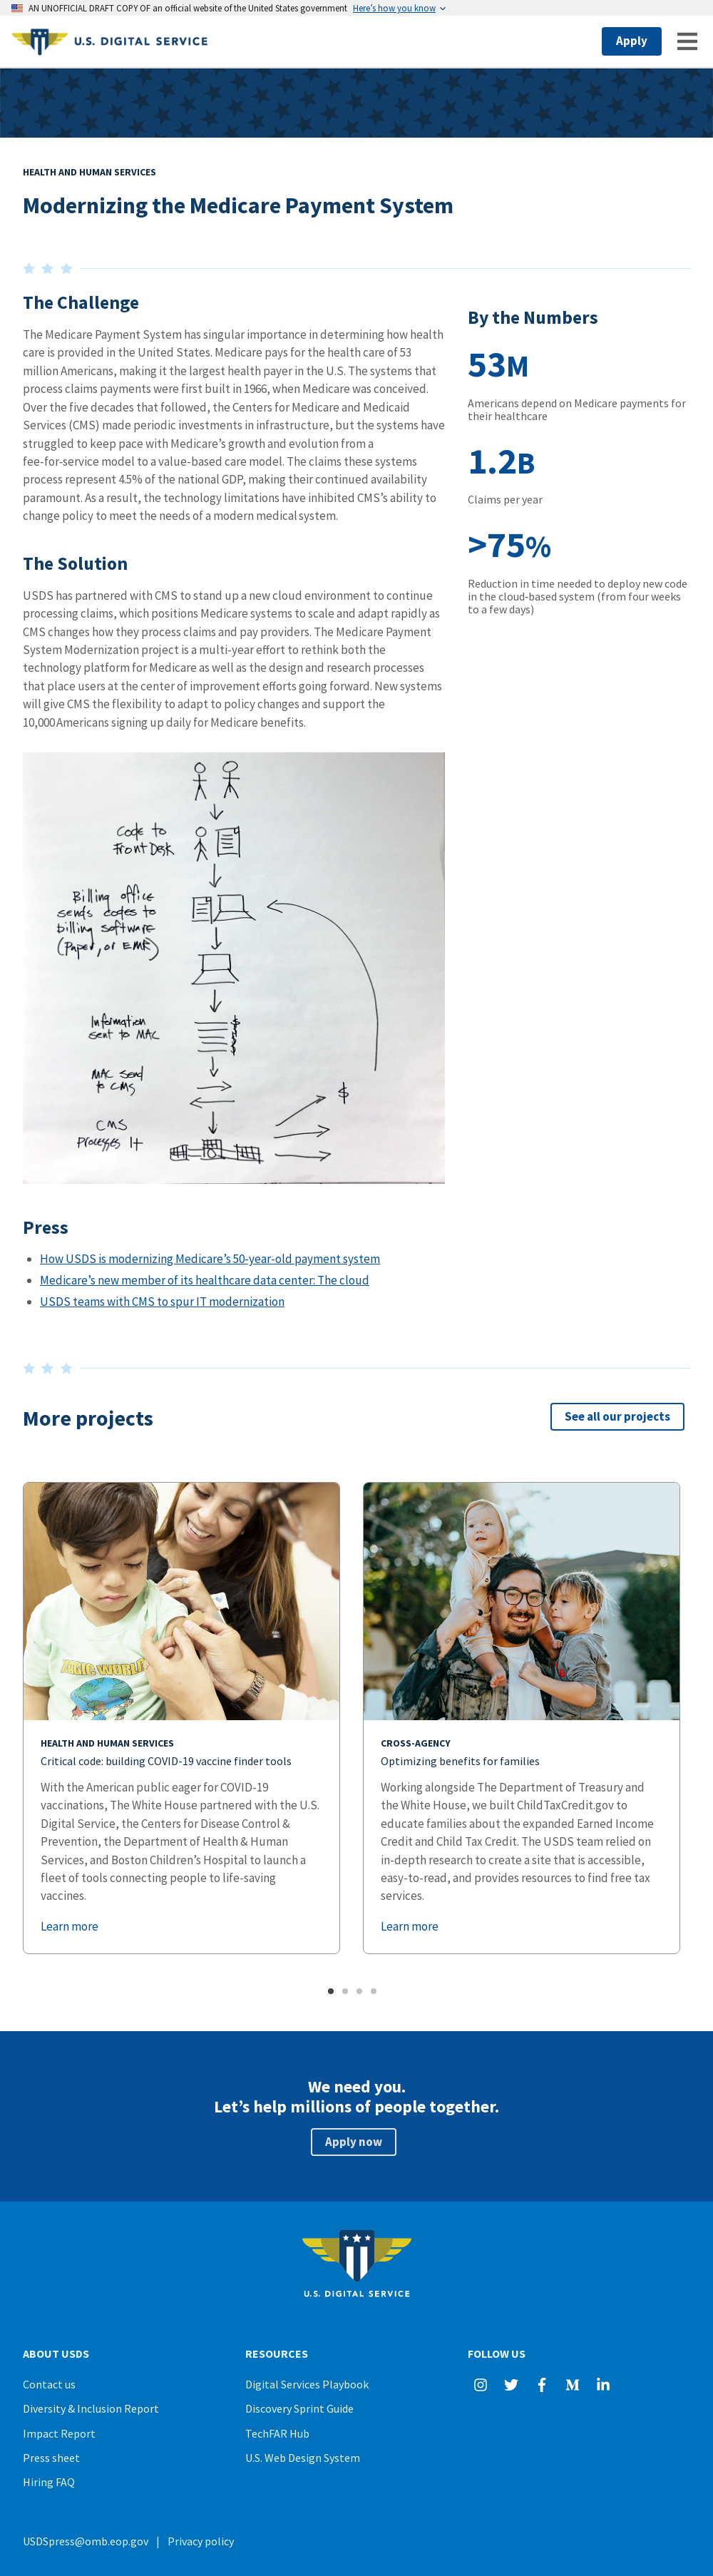 AN UNOFFICIAL DRAFT COPY OF an official website of the United States government Here's how you know
U.S. DIGITAL SERVICE
Apply
HEALTH AND HUMAN SERVICES
Modernizing the Medicare Payment System
The Challenge
The Medicare Payment System has singular importance in determining how health
care is provided in the United States. Medicare pays for the health care of 53
million Americans, making it the largest health payer in the U.S. The systems that
process claims payments were first built in 1966, when Medicare was conceived.
Over the five decades that followed, the Centers for Medicare and Medicaid
Services (CMS) made periodic investments in infrastructure, but the systems have
struggled to keep pace with Medicare's growth and evolution from a
fee-for-service model to a value-based care model. The claims these systems
process represent 4.5% of the national GDP, making their continued availability
paramount. As a result, the technology limitations have inhibited CMS's ability to
change policy to meet the needs of a modern medical system.
The Solution
USDS has partnered with CMS to stand up a new cloud environment to continue
processing claims, which positions Medicare systems to scale and adapt rapidly as
CMS changes how they process claims and pay providers. The Medicare Payment
System Modernization project is a multi-year effort to rethink both the
technology platform for Medicare as well as the design and research processes
that place users at the center of improvement efforts going forward. New systems
will give CMS the flexibility to adapt to policy changes and support the
10,000 Americans signing up daily for Medicare benefits.
By the Numbers
53M
Americans depend on Medicare payments for
their healthcare
1.2B
Claims per year
>75%
Reduction in time needed to deploy new code
in the cloud-based system (from four weeks
to a few days)
Code to
Front Desk
Billing office
sends codes to
billing software
(Paper, or EMR)
Information
sent to MAC
$
MAC send
to CMS
$
CMS
Processes It
Press
How USDS is modernizing Medicare's 50-year-old payment system
Medicare's new member of its healthcare data center: The cloud
USDS teams with CMS to spur IT modernization
More projects
See all our projects
HEALTH AND HUMAN SERVICES
Critical code: building COVID-19 vaccine finder tools
With the American public eager for COVID-19
vaccinations, The White House partnered with the U.S.
Digital Service, the Centers for Disease Control &
Prevention, the Department of Health & Human
Services, and Boston Children's Hospital to launch a
fleet of tools connecting people to life-saving
vaccines.
Learn more
CROSS-AGENCY
Optimizing benefits for families
Working alongside The Department of Treasury and
the White House, we built ChildTaxCredit.gov to
educate families about the expanded Earned Income
Credit and Child Tax Credit. The USDS team relied on
in-depth research to create a site that is accessible,
easy-to-read, and provides resources to find free tax
services.
Learn more
We need you.
Let's help millions of people together.
Apply now
U.S. DIGITAL SERVICE
ABOUT USDS
Contact us
Diversity & Inclusion Report
Impact Report
Press sheet
Hiring FAQ
RESOURCES
Digital Services Playbook
Discovery Sprint Guide
TechFAR Hub
U.S. Web Design System
FOLLOW US
USDSpress@omb.eop.gov | Privacy policy